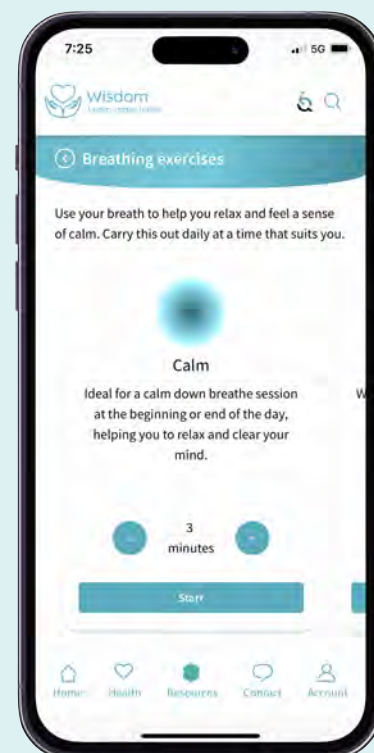 7:25
5G
Wisdom
Breathing exercises
Use your breath to help you relax and feel a sense
of calm. Carry this out daily at a time that suits you.
Calm
Ideal for a calm down breathe session
at the beginning or end of the day,
helping you to relax and clear your
mind.
W
3
minutes
Start
Home
Health
Resources
Contact
Account